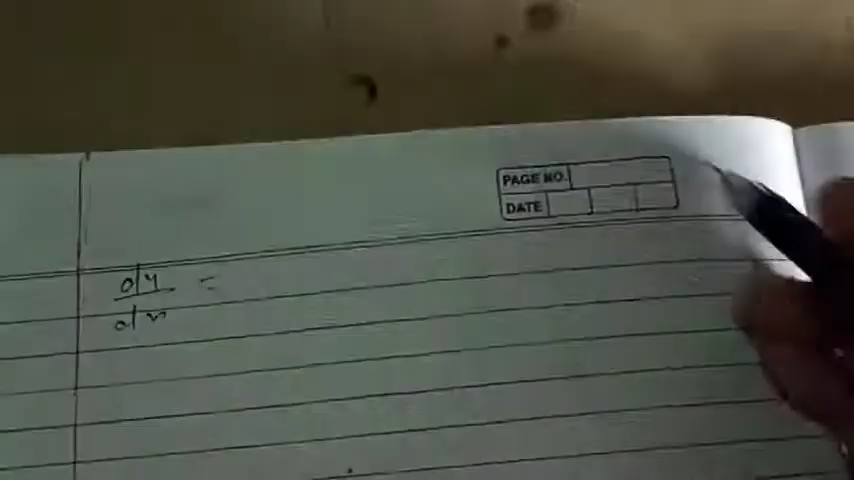 PAGE NO.
DATE
dy =
dx